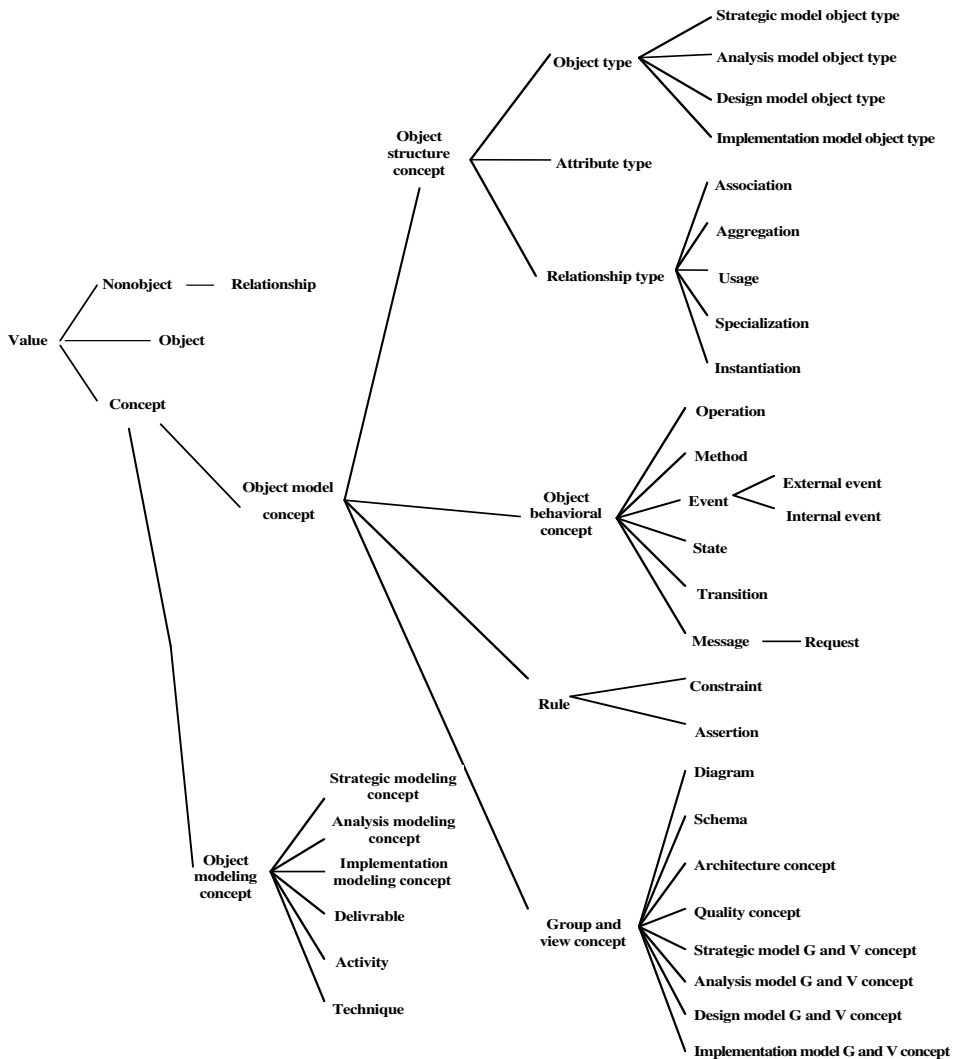 Strategic model object type
Object type
Analysis model object type
Design model object type
Implementation model object type
Object
structure
concept
Attribute type
Association
Aggregation
Relationship type
Usage
Specialization
Instantiation
Nonobject
Relationship
Value
Object
Concept
Object model
concept
Operation
Method
Object
behavioral
concept
Event
External event
Internal event
State
Transition
Message
Request
Rule
Constraint
Assertion
Object
modeling
concept
Strategic modeling
concept
Analysis modeling
concept
Implementation
modeling concept
Delivrable
Activity
Technique
Group and
view concept
Diagram
Schema
Architecture concept
Quality concept
Strategic model G and V concept
Analysis model G and V concept
Design model G and V concept
Implementation model G and V concept